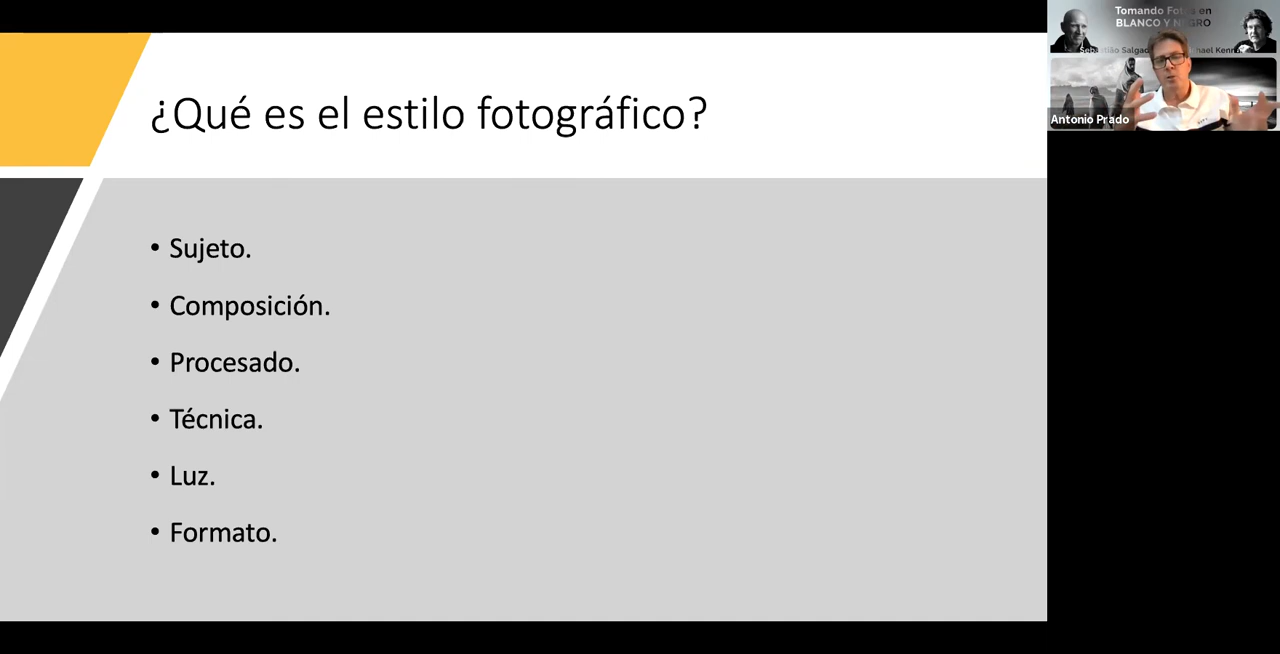 ¿Qué es el estilo fotográfico?
• Sujeto.
• Composición.
• Procesado.
• Técnica.
• Luz.
• Formato.
Tomando Fotos en
BLANCO Y NEGRO
Antonio Prado